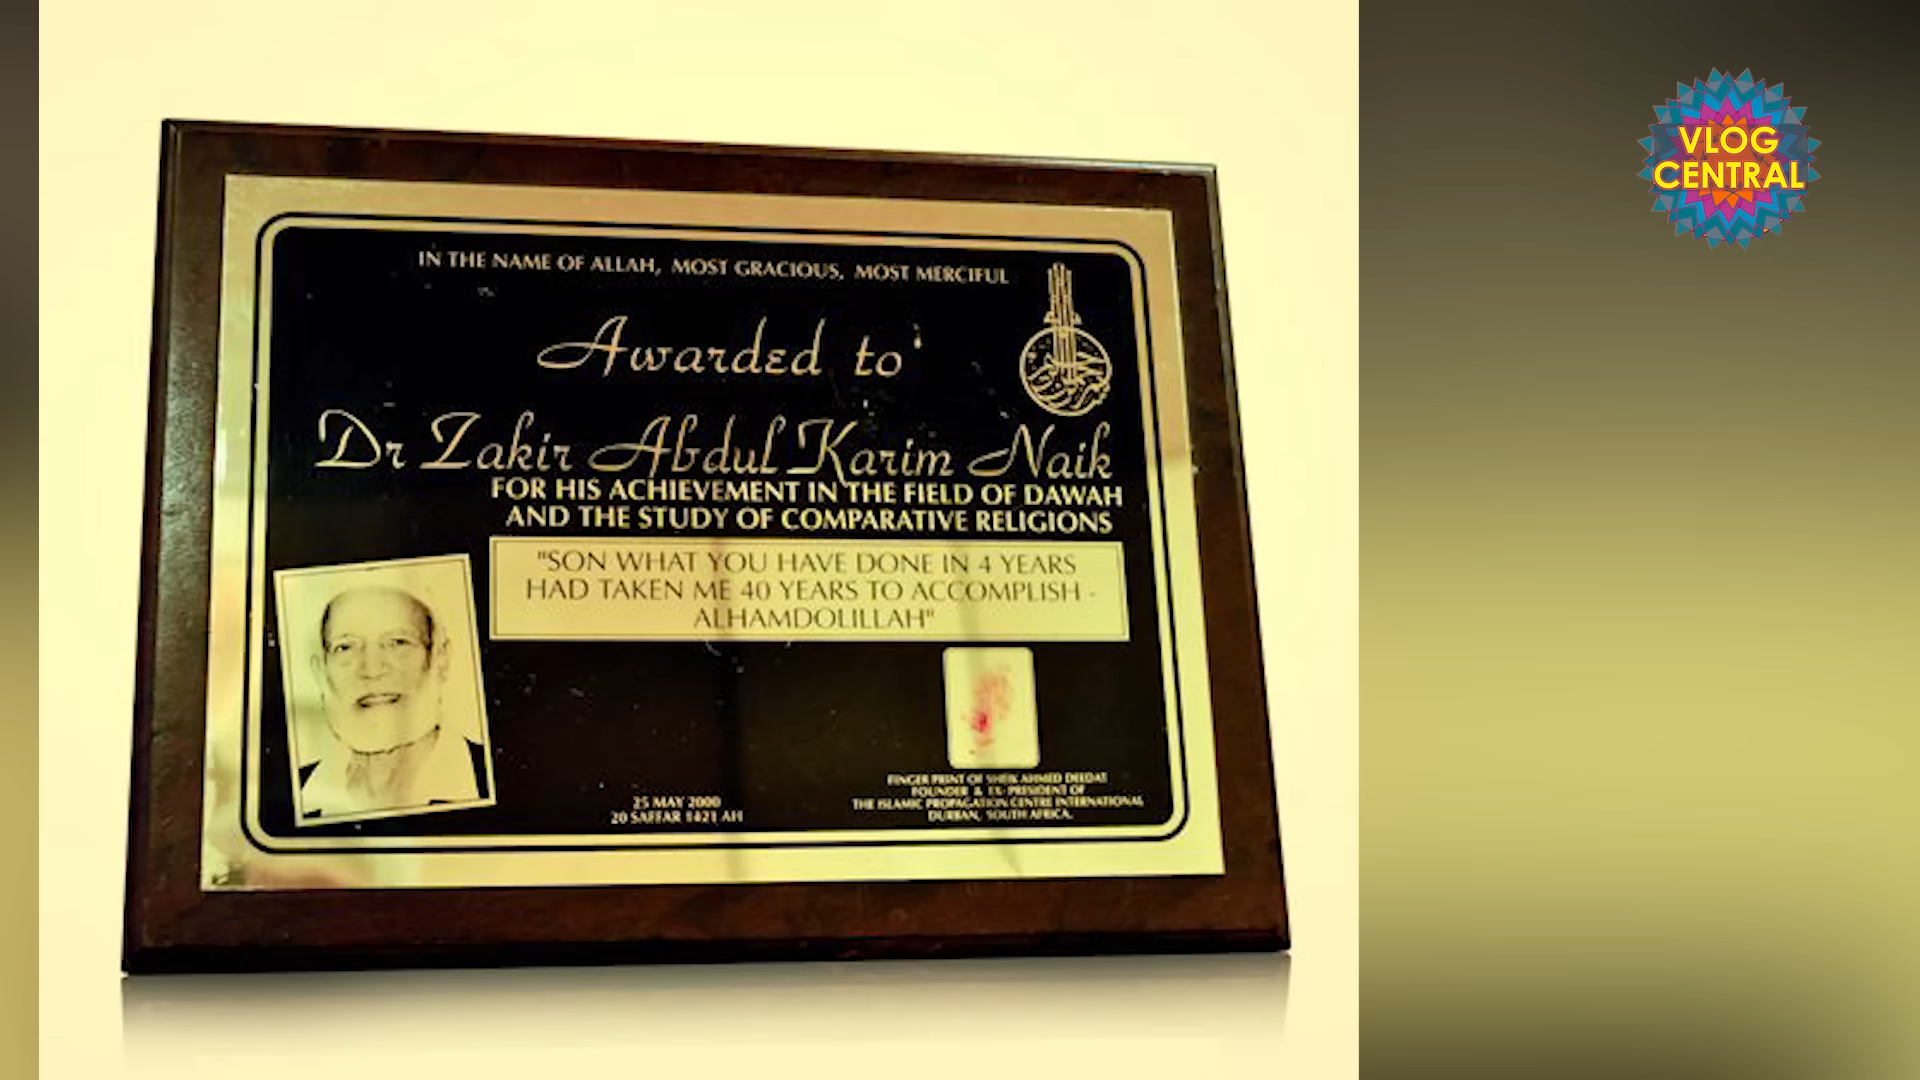 IN THE NAME OF ALLAH, MOST GRACIOUS, MOST MERCIFUL
Awarded to
Dr Zakir Abdul Karim Naik
FOR HIS ACHIEVEMENT IN THE FIELD OF DAWAH
AND THE STUDY OF COMPARATIVE RELIGIONS
"SON WHAT YOU HAVE DONE IN 4 YEARS
HAD TAKEN ME 40 YEARS TO ACCOMPLISH -
ALHAMDOLILLAH"
25 MAY 2000
20 SAFFAR 1421 AH
FINGER PRINT OF SHEIK AHMED DEEDAT
FOUNDER & EX-PRESIDENT OF
THE ISLAMIC PROPAGATION CENTRE INTERNATIONAL
DURBAN, SOUTH AFRICA.
VLOG
CENTRAL